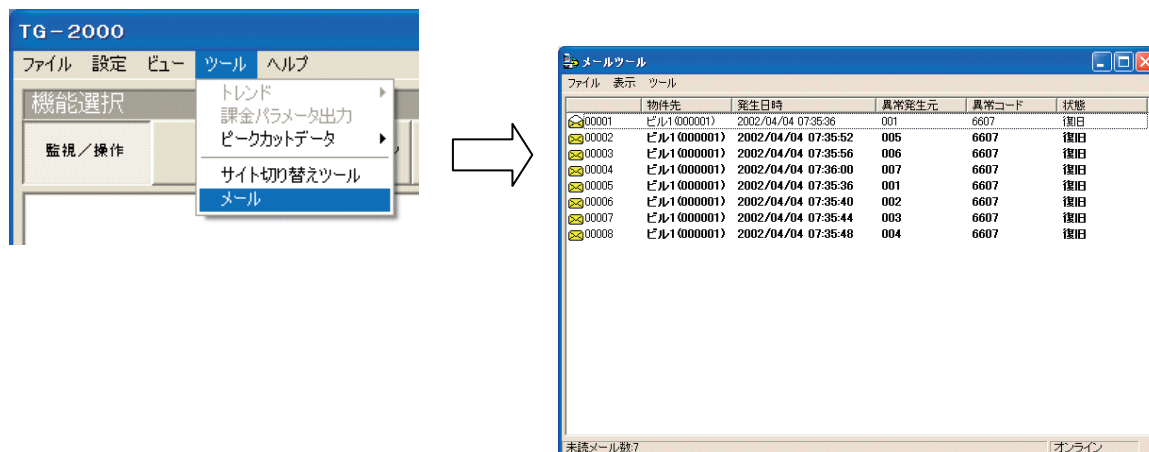 TG-2000
ファイル 設定 ビュー ツール ヘルプ
機能選択
監視/操作
トレンド
課金パラメータ出力
ピークカットデータ
サイト切り替えツール
メール
メールツール
ファイル 表示 ツール
物件先 発生日時 異常発生元 異常コード 状態
00001 ビル1(000001) 2002/04/04 07:35:36 001 6607 復旧
00002 ビル1(000001) 2002/04/04 07:35:52 005 6607 復旧
00003 ビル1(000001) 2002/04/04 07:35:56 006 6607 復旧
00004 ビル1(000001) 2002/04/04 07:36:00 007 6607 復旧
00005 ビル1(000001) 2002/04/04 07:35:36 001 6607 復旧
00006 ビル1(000001) 2002/04/04 07:35:40 002 6607 復旧
00007 ビル1(000001) 2002/04/04 07:35:44 003 6607 復旧
00008 ビル1(000001) 2002/04/04 07:35:48 004 6607 復旧
未読メール数:7 オンライン